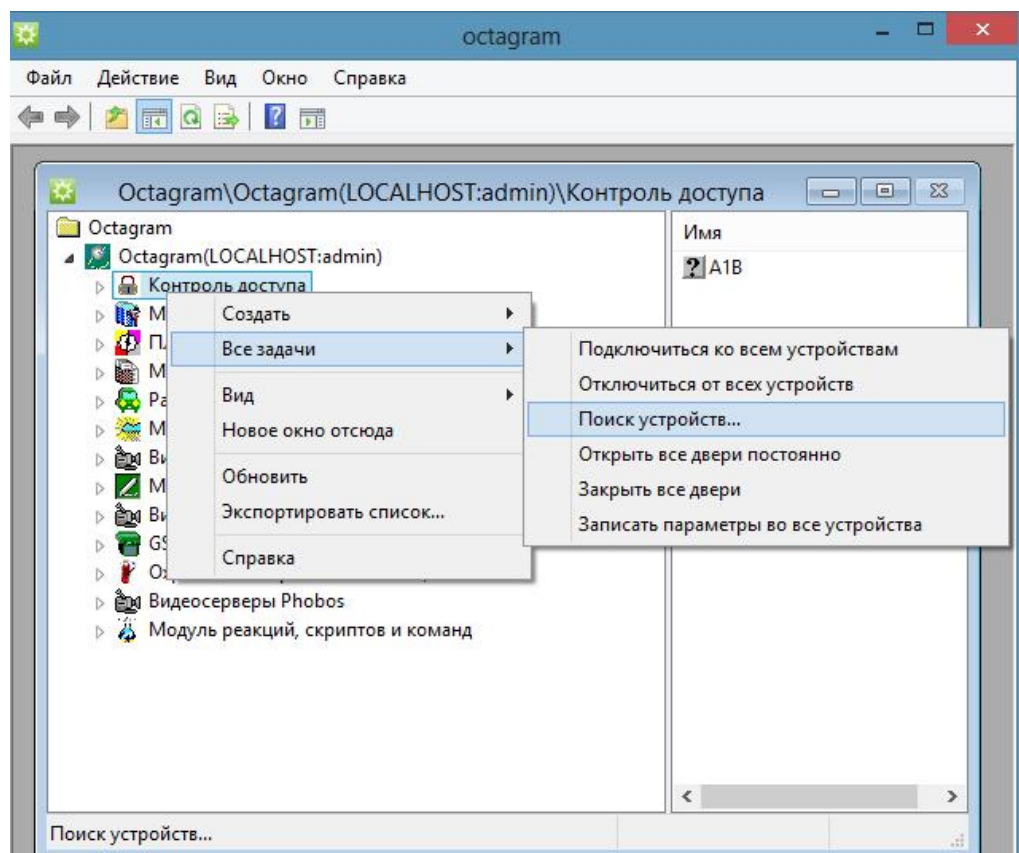 octagram
Файл Действие Вид Окно Справка
Octagram\Octagram(LOCALHOST:admin)\Контроль доступа
Octagram
Octagram(LOCALHOST:admin)
Контроль доступа
Имя
A1B
Создать
Все задачи
Вид
Новое окно отсюда
Обновить
Экспортировать список...
Справка
Подключиться ко всем устройствам
Отключиться от всех устройств
Поиск устройств...
Открыть все двери постоянно
Закрыть все двери
Записать параметры во все устройства
Видеосерверы Phobos
Модуль реакций, скриптов и команд
Поиск устройств...